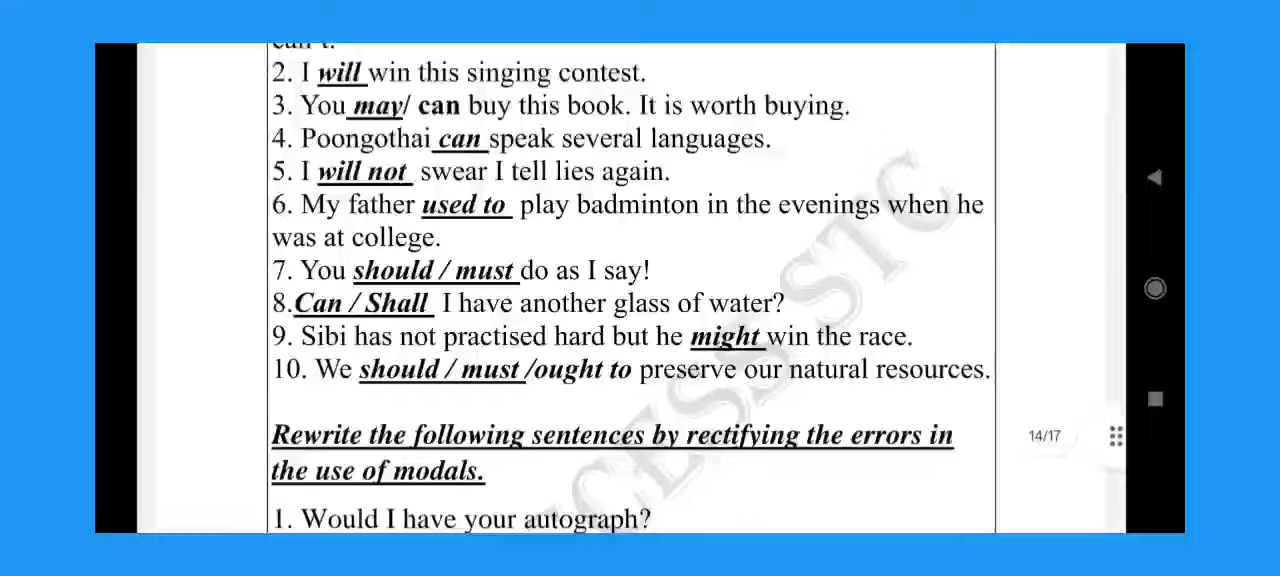 can't.
2. I will win this singing contest.
3. You may/ can buy this book. It is worth buying.
4. Poongothai can speak several languages.
5. I will not swear I tell lies again.
6. My father used to play badminton in the evenings when he
was at college.
7. You should / must do as I say!
8.Can / Shall I have another glass of water?
9. Sibi has not practised hard but he might win the race.
10. We should / must /ought to preserve our natural resources.
Rewrite the following sentences by rectifying the errors in
the use of modals.
14/17
1. Would I have your autograph?